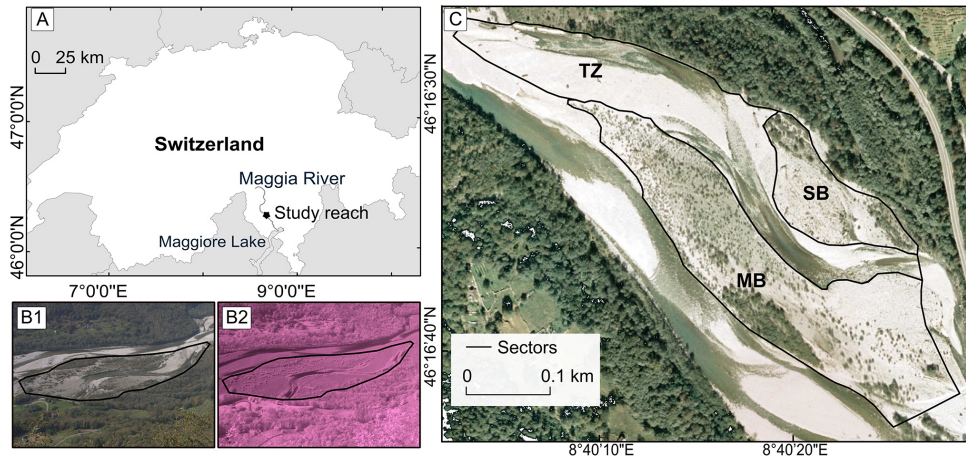 A
0 25 km
47°0'0"N
46°0'0"N
Switzerland
Maggia River
Study reach
Maggiore Lake
7°0'0"E
9°0'0"E
B1
B2
C
46°16'30"N
46°16'40"N
TZ
SB
MB
Sectors
0 0.1 km
8°40'10"E
8°40'20"E